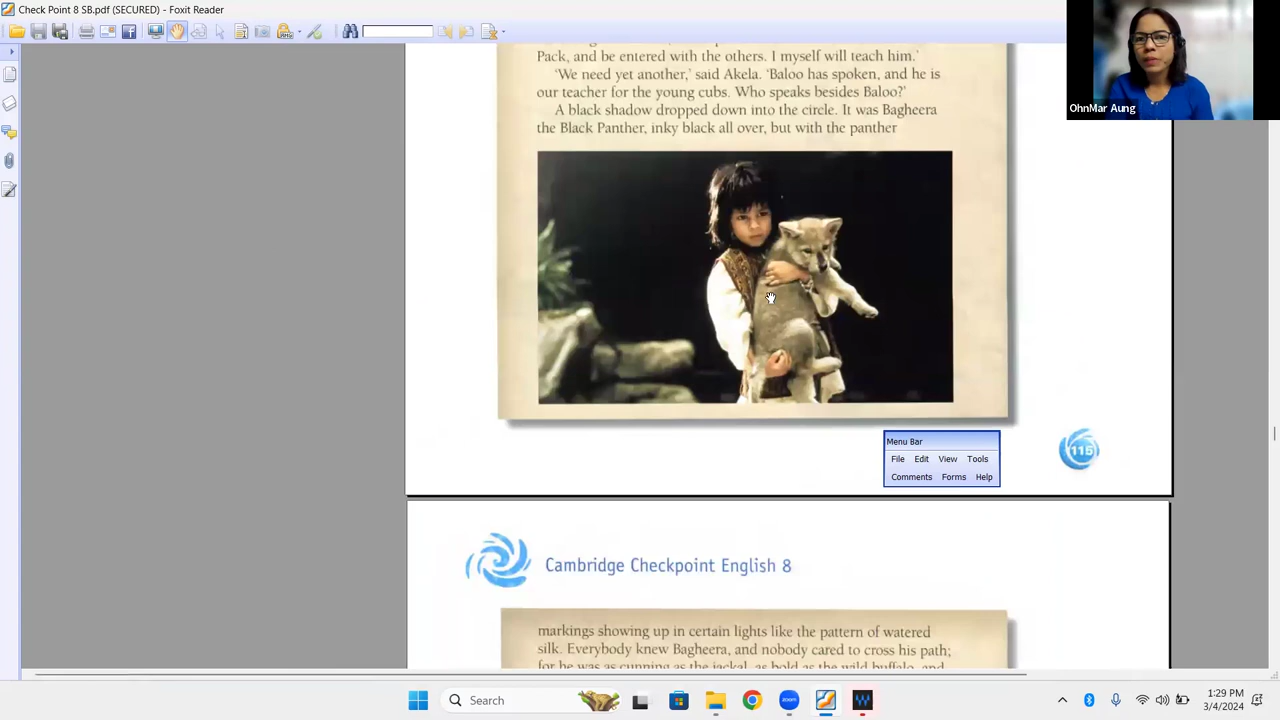 Check Point 8 SB.pdf (SECURED) - Foxit Reader
OhnMar Aung
Pack, and be entered with the others. I myself will teach him.'
'We need yet another,' said Akela. 'Baloo has spoken, and he is
our teacher for the young cubs. Who speaks besides Baloo?'
A black shadow dropped down into the circle. It was Bagheera
the Black Panther, inky black all over, but with the panther
Menu Bar
File Edit View Tools
Comments Forms Help
115
Cambridge Checkpoint English 8
markings showing up in certain lights like the pattern of watered
silk. Everybody knew Bagheera, and nobody cared to cross his path;
for he was as cunning as the jackal, as bold as the wild buffalo, and
Search
zoom
1:29 PM
3/4/2024